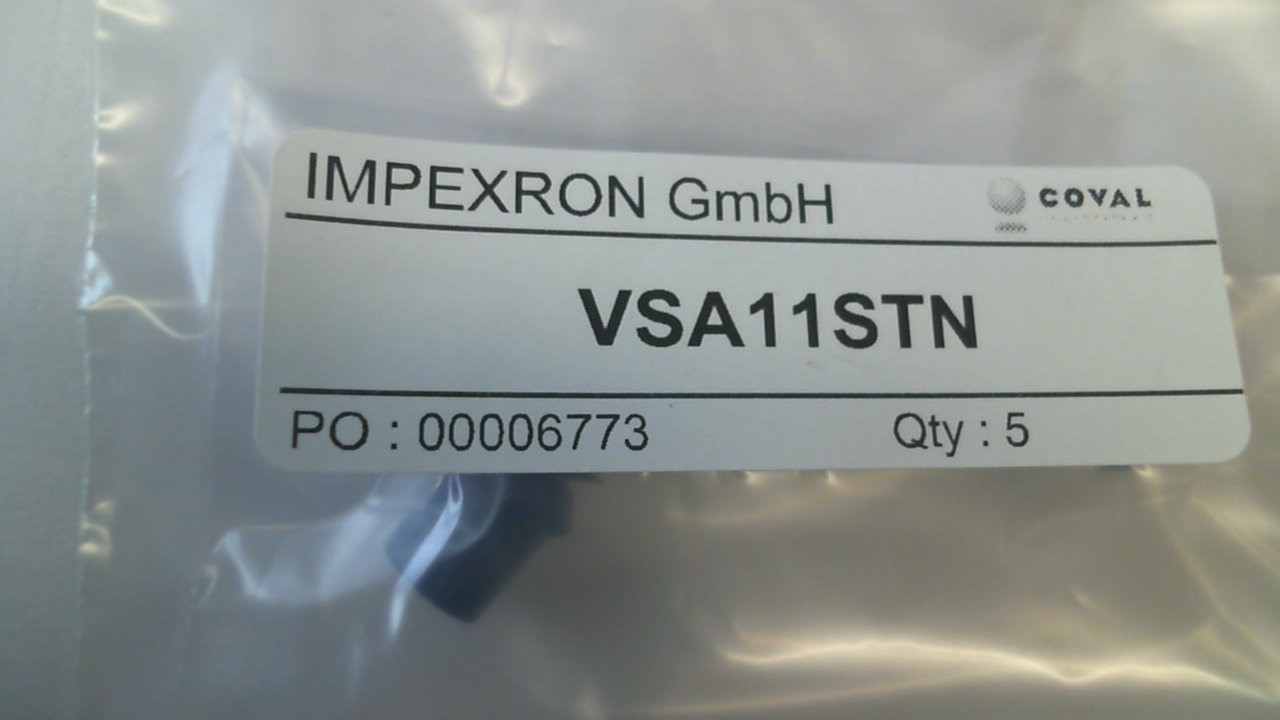 IMPEXRON GmbH
COVAL
VSA11STN
PO : 00006773
Qty : 5